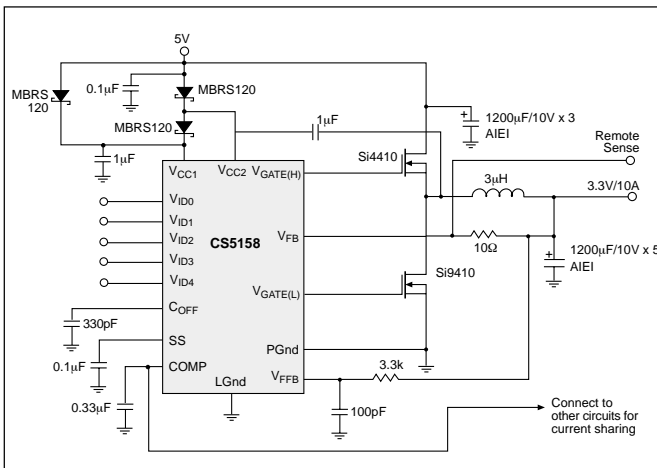 5V
MBRS
120
0.1µF
MBRS120
MBRS120
1µF
1µF
+
1200µF/10V x 3
AIEI
Remote
Sense
Si4410
3µH
3.3V/10A
VCC1
VCC2
VGATE(H)
VID0
VID1
VID2
VID3
VID4
CS5158
VFB
10Ω
+
1200µF/10V x 5
AIEI
Si9410
VGATE(L)
COFF
330pF
SS
0.1µF
COMP
0.33µF
LGnd
PGnd
VFFB
3.3k
100pF
Connect to
other circuits for
current sharing